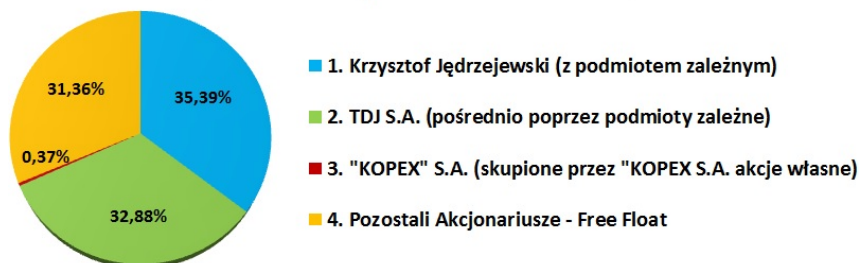 31,36%
35,39%
0,37%
32,88%
1. Krzysztof Jędrzejewski (z podmiotem zależnym)
2. TDJ S.A. (pośrednio poprzez podmioty zależne)
3. "KOPEX" S.A. (skupione przez "KOPEX S.A. akcje własne)
4. Pozostali Akcjonariusze - Free Float